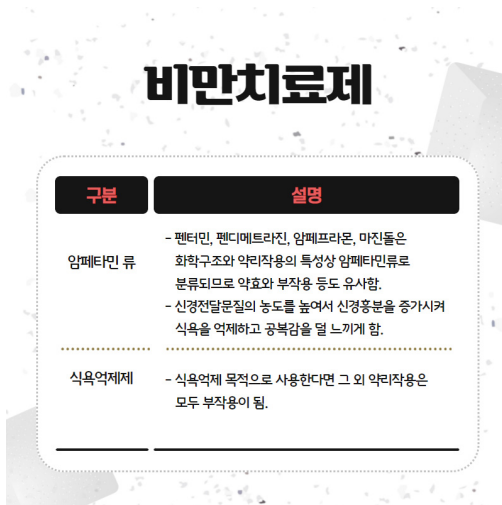 비만치료제
구분 설명
암페타민 류
- 펜터민, 펜디메트라진, 암페프라몬, 마진돌은
화학구조와 약리작용의 특성상 암페타민류로
분류되므로 약효와 부작용 등도 유사함.
- 신경전달물질의 농도를 높여서 신경흥분을 증가시켜
식욕을 억제하고 공복감을 덜 느끼게 함.
식욕억제제
- 식욕억제 목적으로 사용한다면 그 외 약리작용은
모두 부작용이 됨.